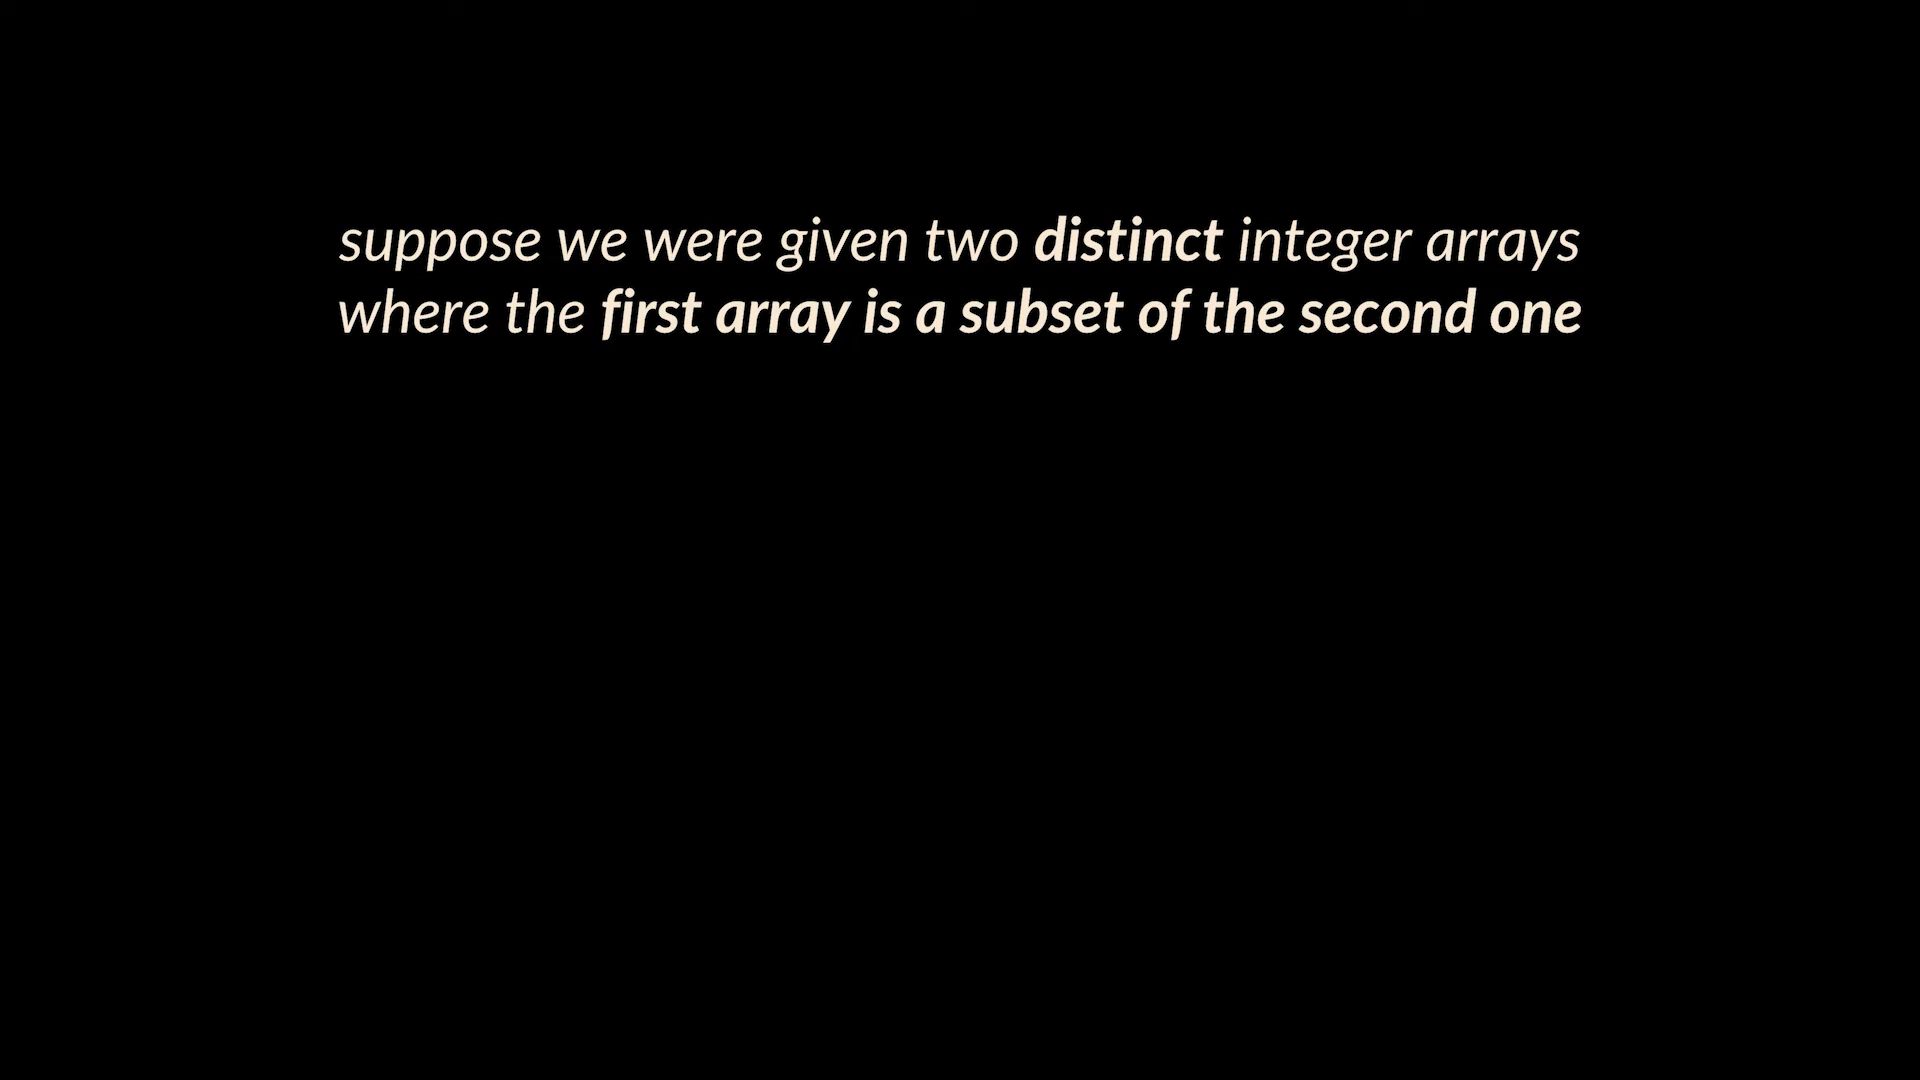 suppose we were given two distinct integer arrays
where the first array is a subset of the second one